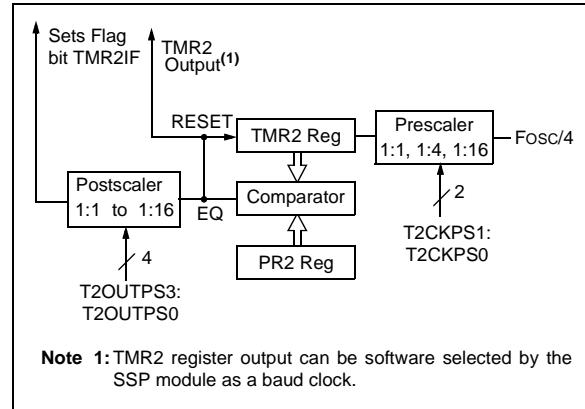 Sets Flag
bit TMR2IF
TMR2
Output(1)
RESET
TMR2 Reg
Prescaler
1:1, 1:4, 1:16
FOSC/4
Postscaler
1:1 to 1:16
EQ
Comparator
2
T2CKPS1:
T2CKPS0
PR2 Reg
4
T2OUTPS3:
T2OUTPS0
Note 1: TMR2 register output can be software selected by the
SSP module as a baud clock.